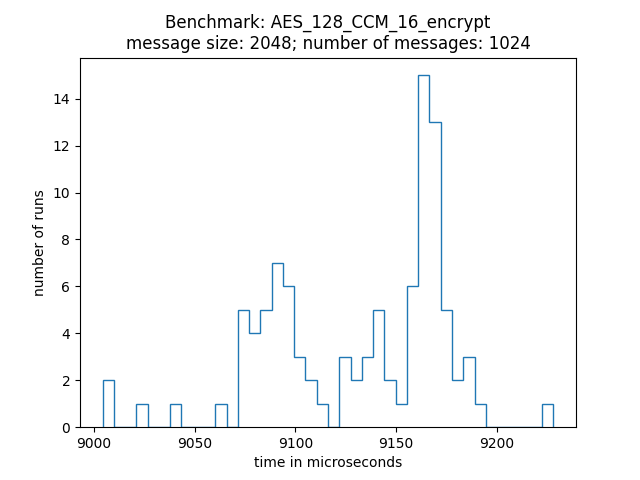 Benchmark: AES_128_CCM_16_encrypt
message size: 2048; number of messages: 1024
14
12
10
8
6
4
2
0
number of runs
9000 9050 9100 9150 9200
time in microseconds